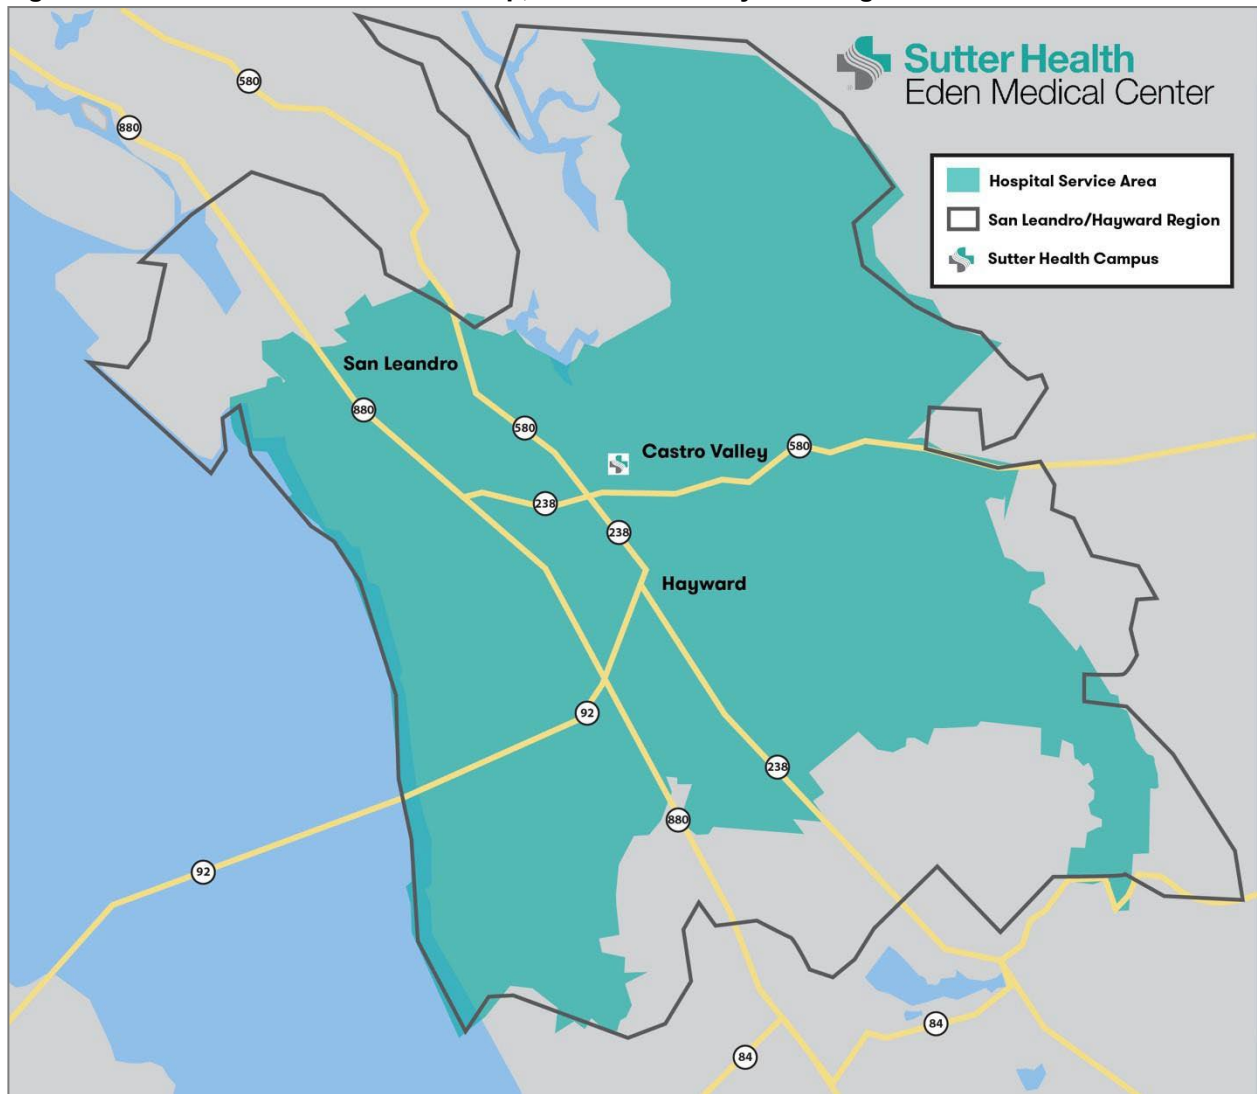 580
880
Sutter Health
Eden Medical Center
Hospital Service Area
San Leandro/Hayward Region
Sutter Health Campus
San Leandro
880
580
Castro Valley
580
238
238
Hayward
92
238
880
92
84
84